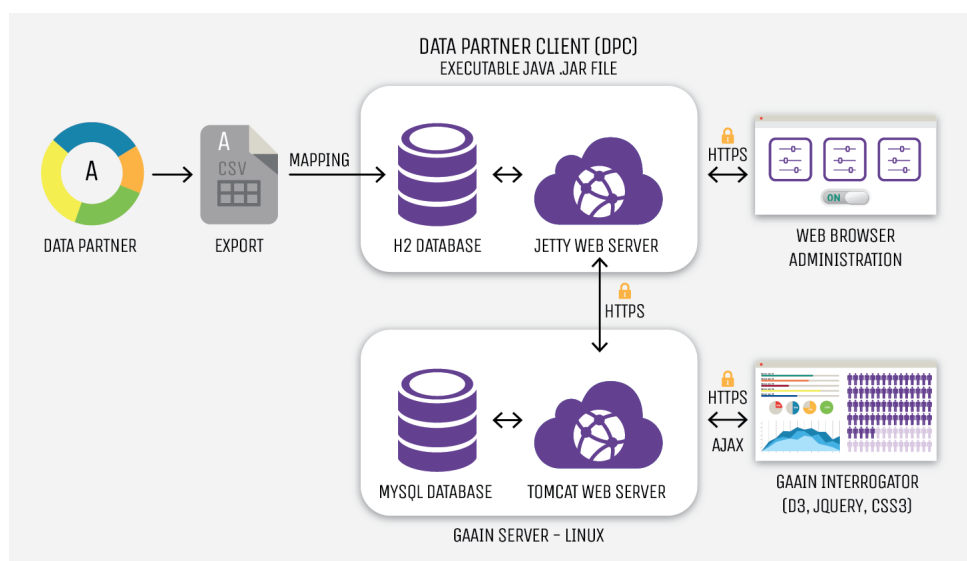 DATA PARTNER CLIENT (DPC)
EXECUTABLE JAVA .JAR FILE
A
DATA PARTNER
A
CSV
EXPORT
MAPPING
H2 DATABASE
JETTY WEB SERVER
HTTPS
ON
WEB BROWSER
ADMINISTRATION
HTTPS
MYSQL DATABASE
TOMCAT WEB SERVER
GAAIN SERVER - LINUX
HTTPS
AJAX
GAAIN INTERROGATOR
(D3, JQUERY, CSS3)